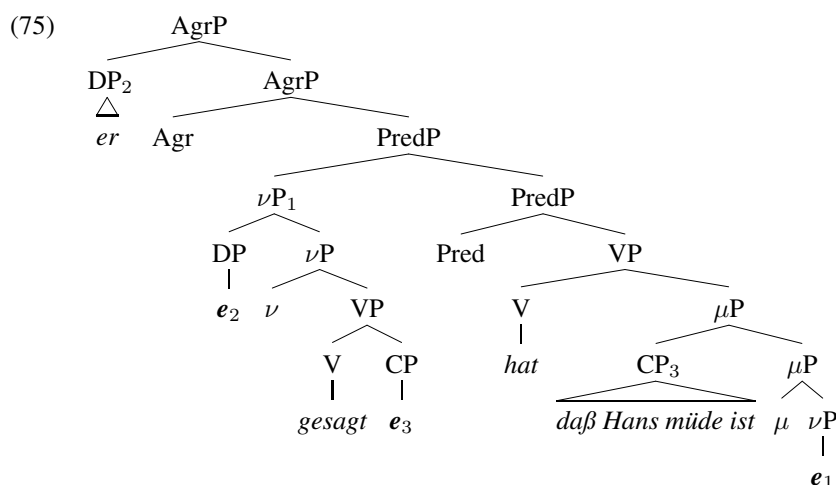 (75) AgrP
DP₂ AgrP
er Agr PredP
νP₁ PredP
DP νP Pred VP
e₂ ν VP V μP
V CP hat CP₃ μP
gesagt e₃ daß Hans müde ist μ νP
e₁